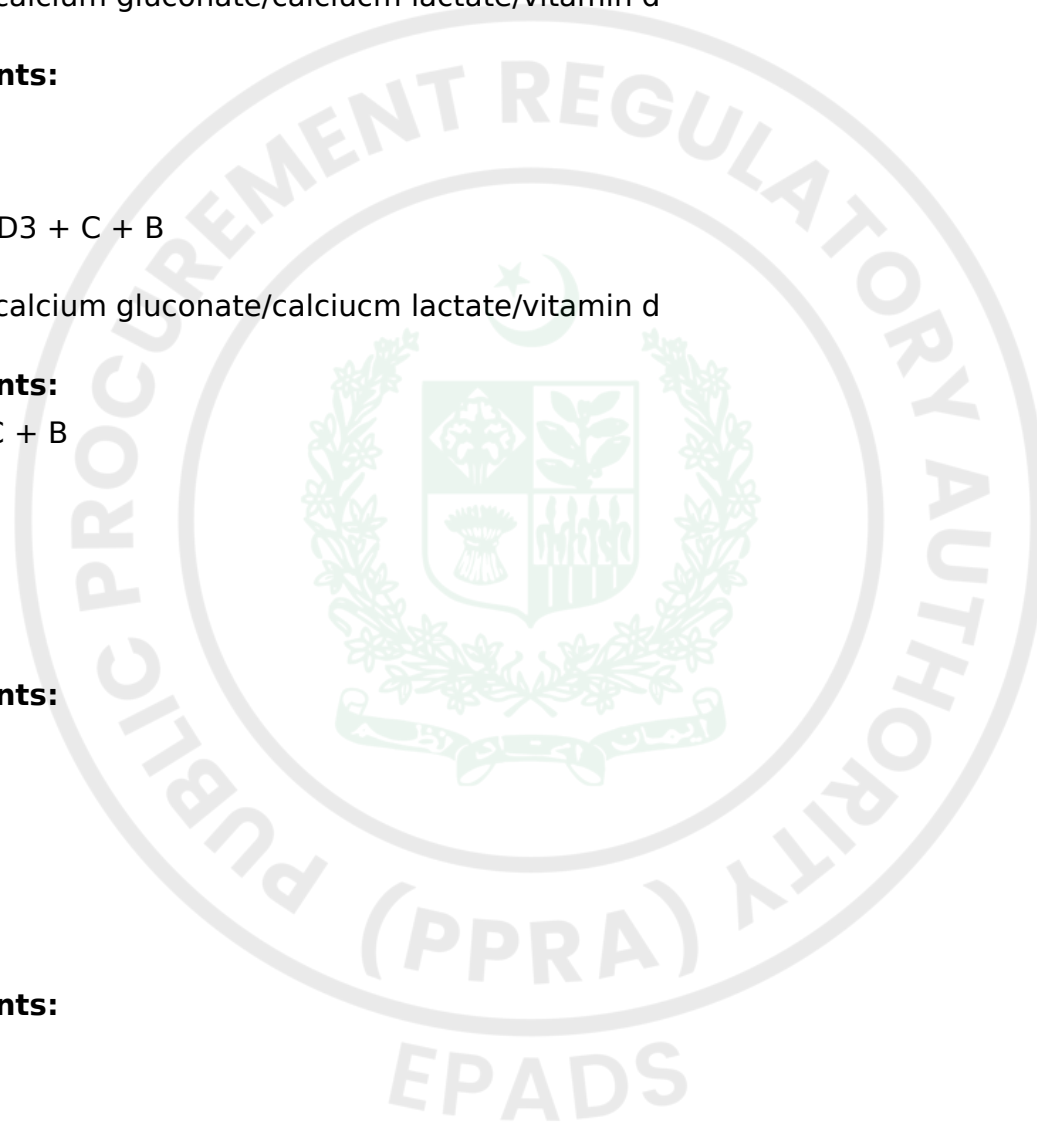 calcium gluconate/calciucm lactate/vitamin d
nts:
D3 + C + B
calcium gluconate/calciucm lactate/vitamin d
nts:
C + B
nts:
nts:
PUBLIC PROCUREMENT REGULATORY AUTHORITY
(PPRA)
EPADS